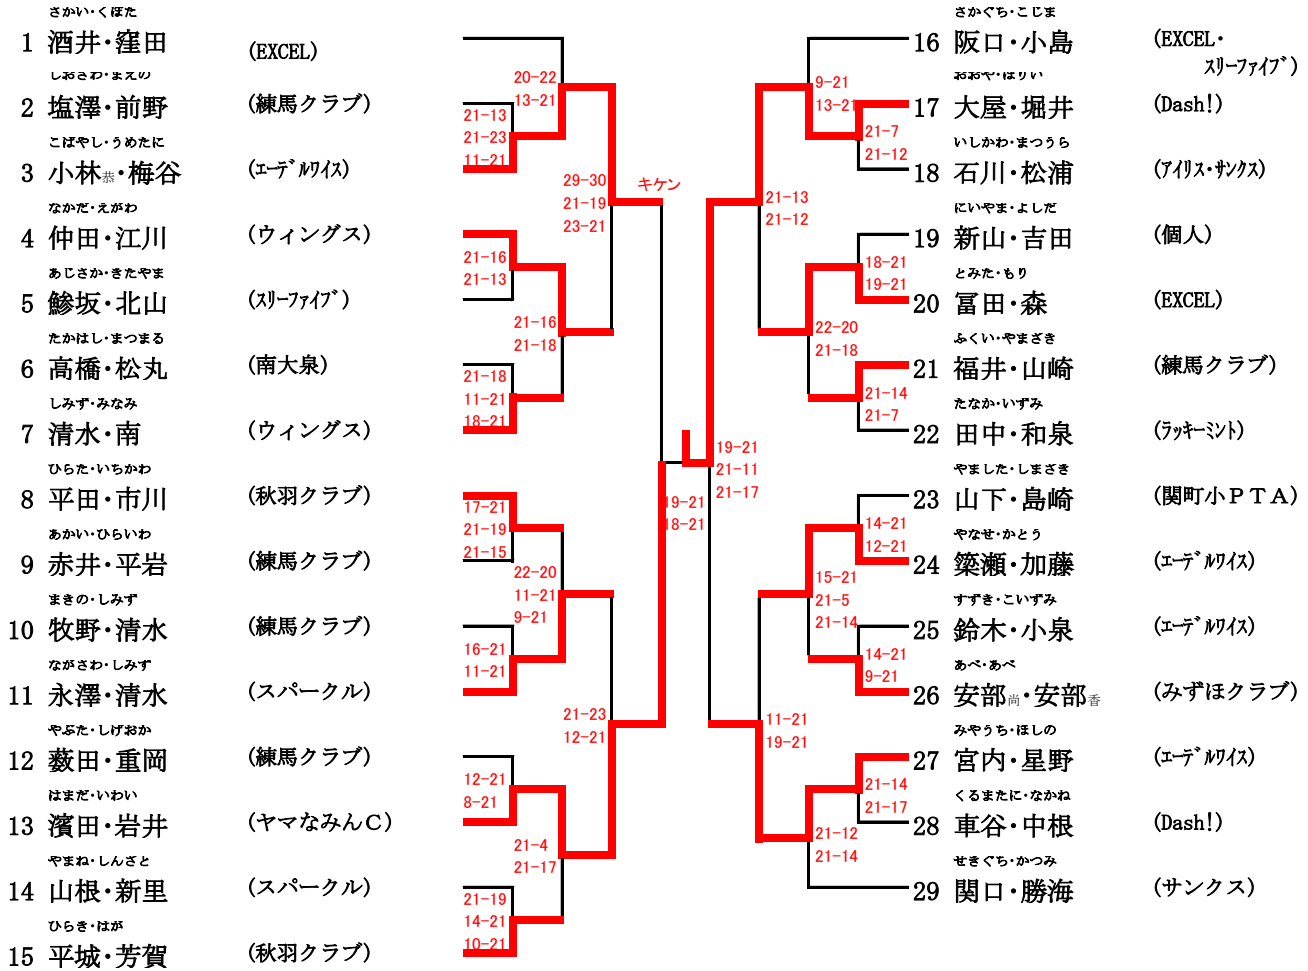 さかい・くぼた
1 酒井・窪田 (EXCEL)
しおざわ・まえの
2 塩澤・前野 (練馬クラブ)
こばやし・うめたに
3 小林恭・梅谷 (ｴｰﾃﾞﾙﾜｲｽ)
なかだ・えがわ
4 仲田・江川 (ウィングス)
あじさか・きたやま
5 鯵坂・北山 (ｽﾘｰﾌｧｲﾌﾞ)
たかはし・まつまる
6 高橋・松丸 (南大泉)
しみず・みなみ
7 清水・南 (ウィングス)
ひらた・いちかわ
8 平田・市川 (秋羽クラブ)
あかい・ひらいわ
9 赤井・平岩 (練馬クラブ)
まきの・しみず
10 牧野・清水 (練馬クラブ)
ながさわ・しみず
11 永澤・清水 (スパークル)
やぶた・しげおか
12 薮田・重岡 (練馬クラブ)
はまだ・いわい
13 濱田・岩井 (ヤマなみんＣ)
やまね・しんざと
14 山根・新里 (スパークル)
ひらき・はが
15 平城・芳賀 (秋羽クラブ)
20-22
13-21
21-13
21-23
11-21
29-30
21-19
23-21
キケン
21-16
21-13
21-16
21-18
21-18
11-21
18-21
17-21
21-19
21-15
22-20
11-21
9-21
16-21
11-21
21-23
12-21
12-21
8-21
21-4
21-17
21-19
14-21
10-21
19-21
18-21
19-21
21-11
21-17
9-21
13-21
21-7
21-12
21-13
21-12
18-21
19-21
22-20
21-18
21-14
21-7
14-21
12-21
15-21
21-5
21-14
14-21
9-21
11-21
19-21
21-14
21-17
21-12
21-14
さかぐち・こじま
16 阪口・小島 (EXCEL・
ｽﾘｰﾌｧｲﾌﾞ)
おおや・ほりい
17 大屋・堀井 (Dash!)
いしかわ・まつうら
18 石川・松浦 (ｱｲﾘｽ・ｻﾝｸｽ)
にいやま・よしだ
19 新山・吉田 (個人)
とみた・もり
20 冨田・森 (EXCEL)
ふくい・やまざき
21 福井・山崎 (練馬クラブ)
たなか・いずみ
22 田中・和泉 (ﾗｯｷｰﾐﾝﾄ)
やました・しまざき
23 山下・島崎 (関町小ＰＴＡ)
やなせ・かとう
24 簗瀬・加藤 (ｴｰﾃﾞﾙﾜｲｽ)
すずき・こいずみ
25 鈴木・小泉 (ｴｰﾃﾞﾙﾜｲｽ)
あべ・あべ
26 安部尚・安部香 (みずほクラブ)
みやうち・ほしの
27 宮内・星野 (ｴｰﾃﾞﾙﾜｲｽ)
くるまたに・なかね
28 車谷・中根 (Dash!)
せきぐち・かつみ
29 関口・勝海 (サンクス)